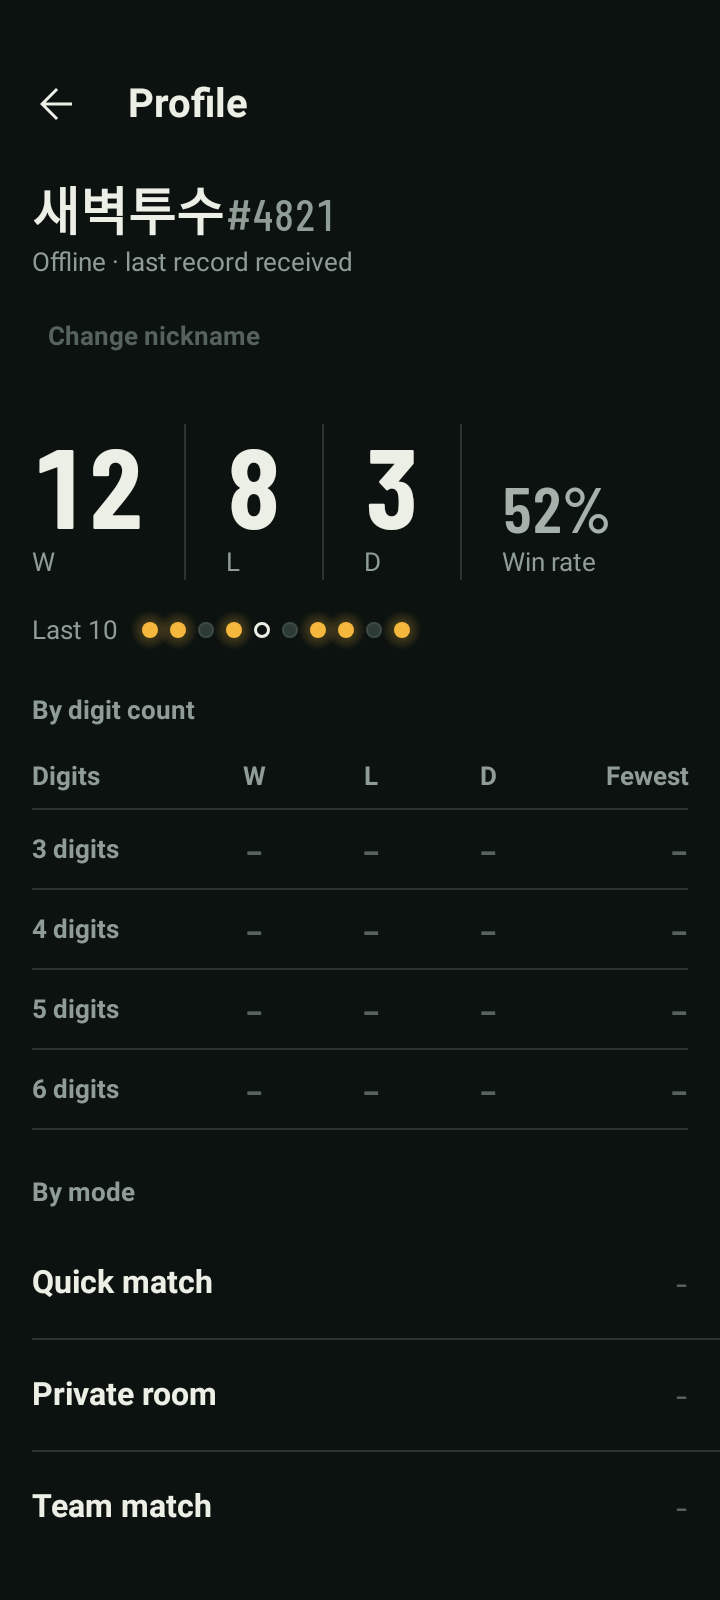 Profile
새벽투수#4821
Offline · last record received
Change nickname
12 8 3 52%
W L D Win rate
Last 10
By digit count
Digits W L D Fewest
3 digits – – – –
4 digits – – – –
5 digits – – – –
6 digits – – – –
By mode
Quick match -
Private room -
Team match -